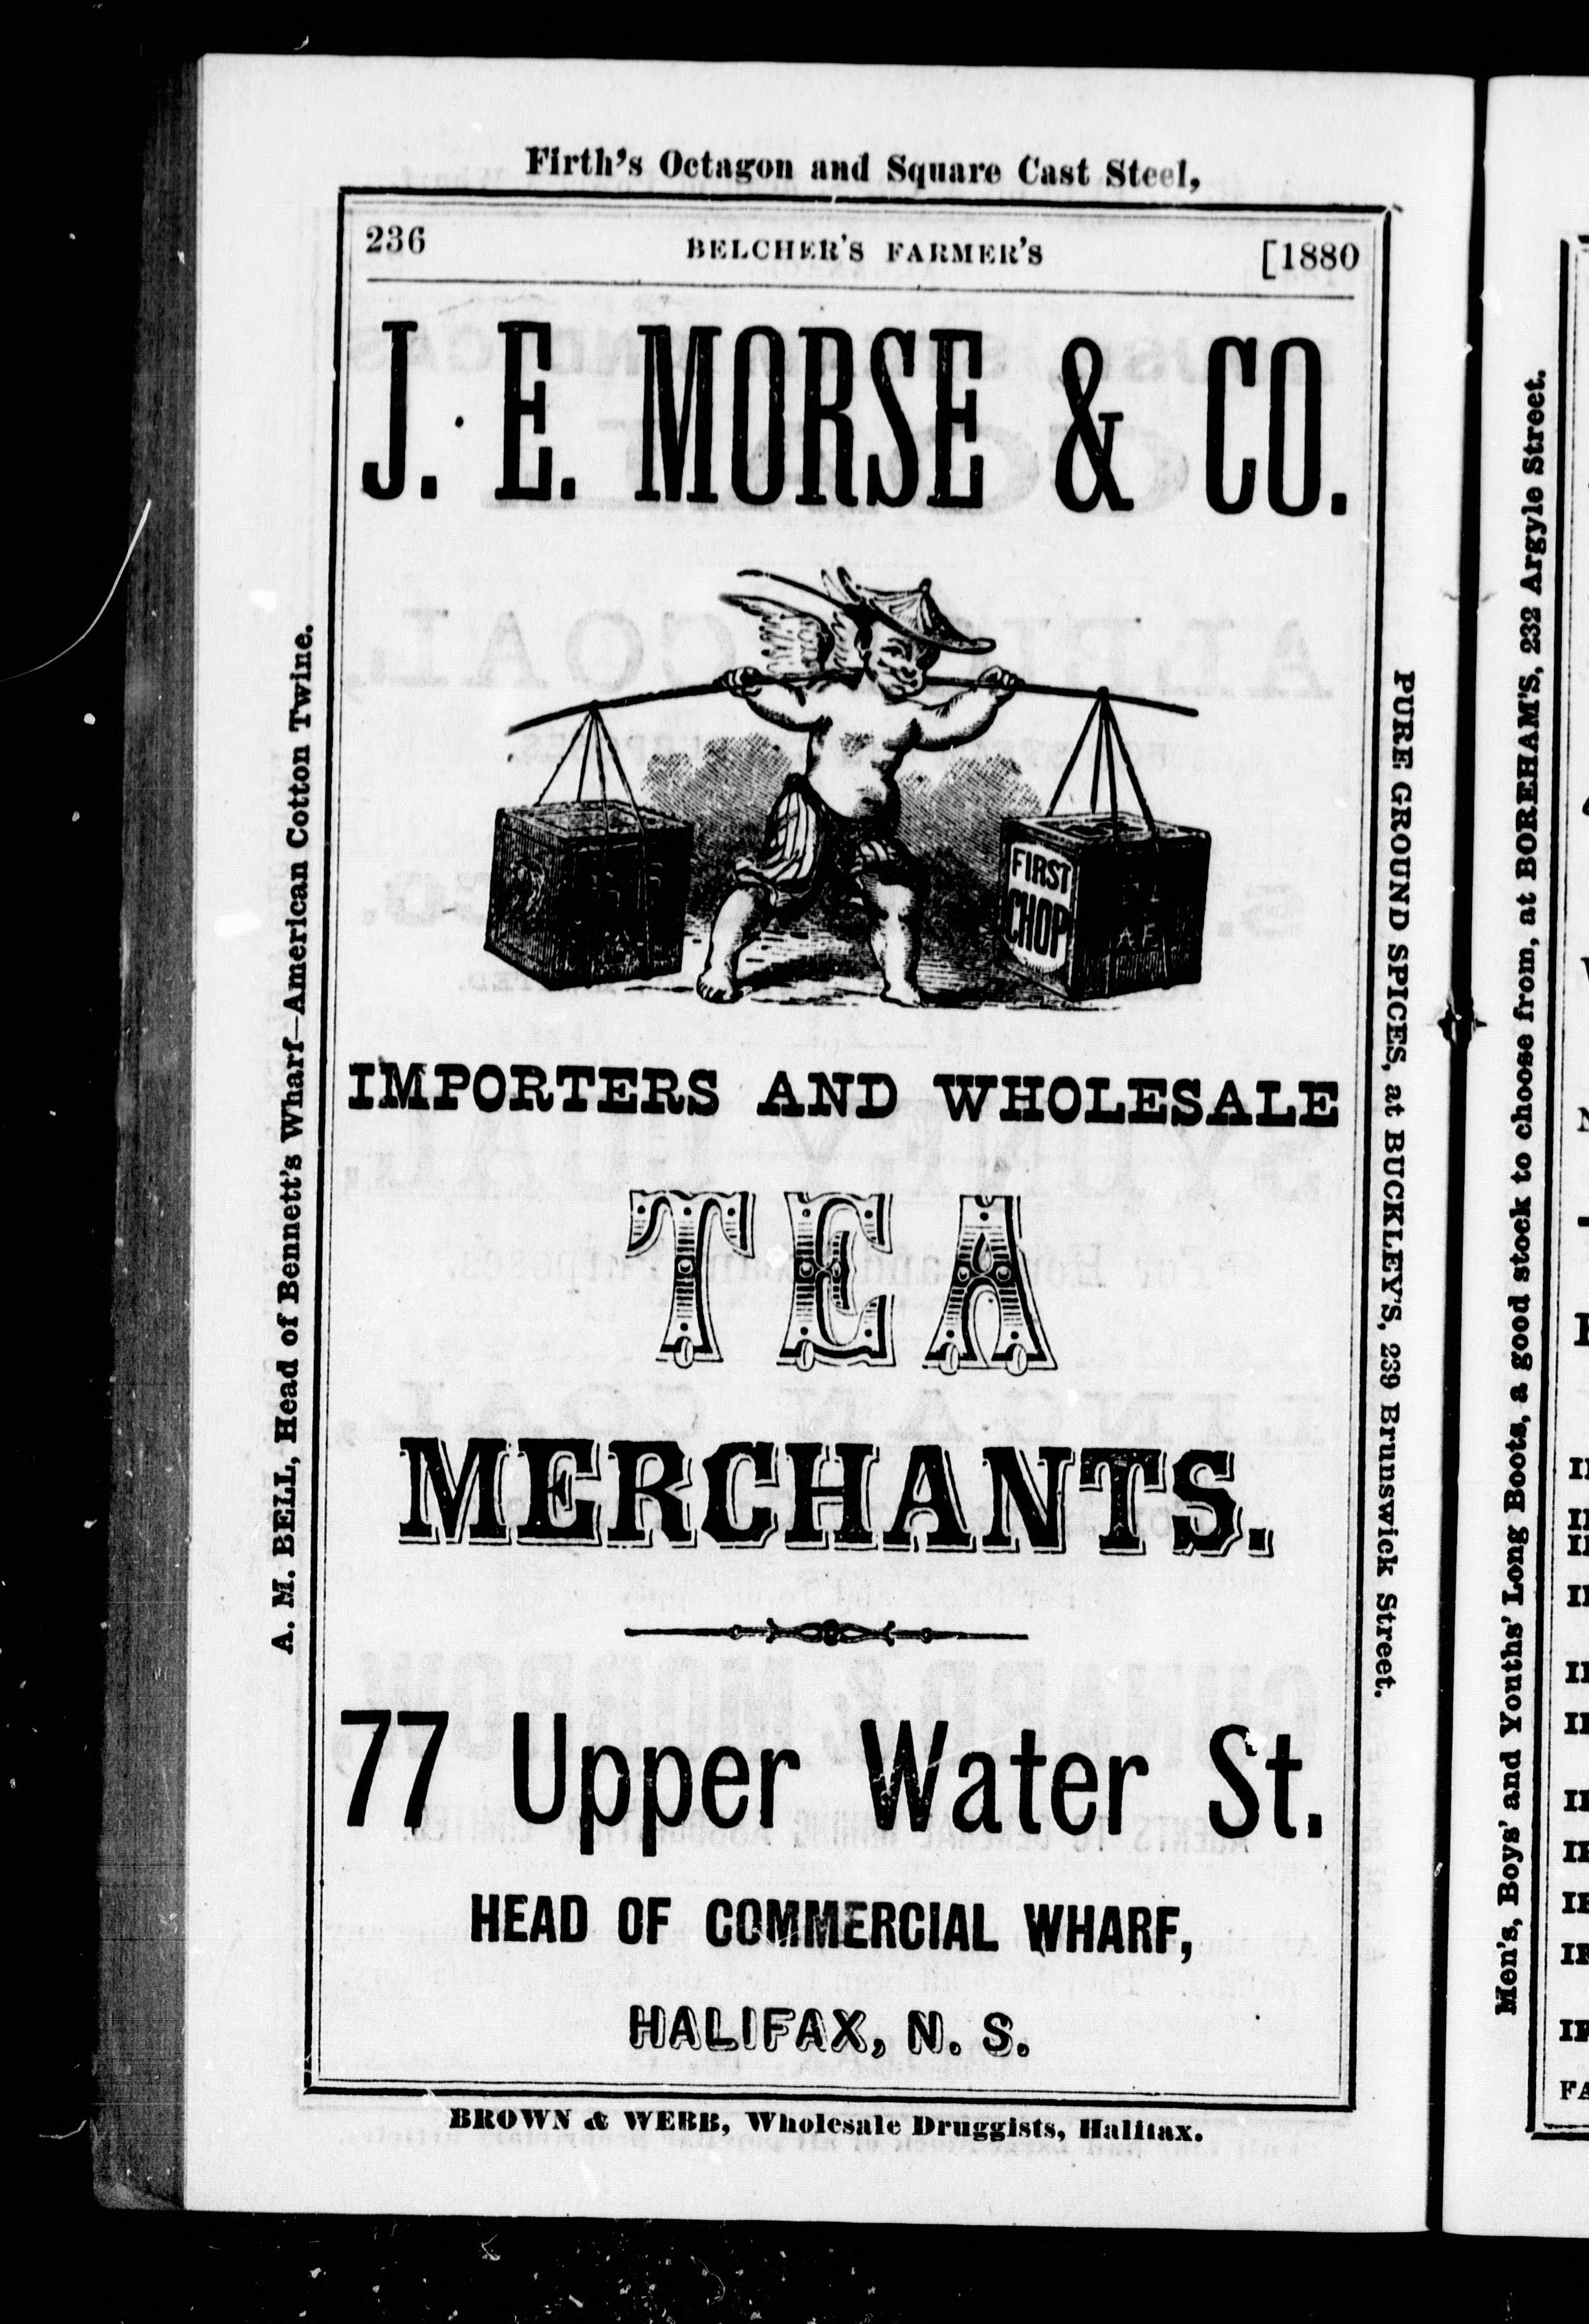 Firth's Octagon and Square Cast Steel,
236 BELCHER'S FARMER'S [1880
J. E. MORSE & CO.
FIRST
CHOP
IMPORTERS AND WHOLESALE
TEA
MERCHANTS.
77 Upper Water St.
HEAD OF COMMERCIAL WHARF,
HALIFAX, N. S.
BROWN & WEBB, Wholesale Druggists, Halifax.
A. M. BELL, Head of Bennett's Wharf—American Cotton Twine.
PURE GROUND SPICES, at BUCKLEY'S, 239 Brunswick Street.
Men's, Boys' and Youths' Long Boots, a good stock to choose from, at BOREHAM'S, 232 Argyle Street.